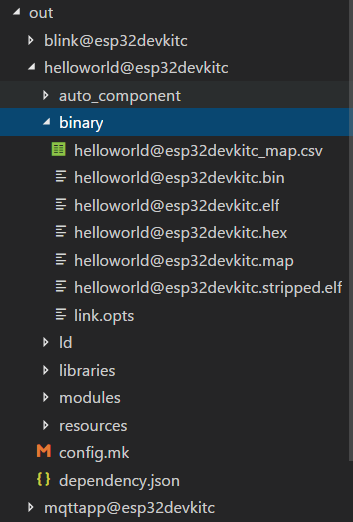 out
blink@esp32devkitc
helloworld@esp32devkitc
auto_component
binary
helloworld@esp32devkitc_map.csv
helloworld@esp32devkitc.bin
helloworld@esp32devkitc.elf
helloworld@esp32devkitc.hex
helloworld@esp32devkitc.map
helloworld@esp32devkitc.stripped.elf
link.opts
ld
libraries
modules
resources
config.mk
dependency.json
mqttapp@esp32devkitc